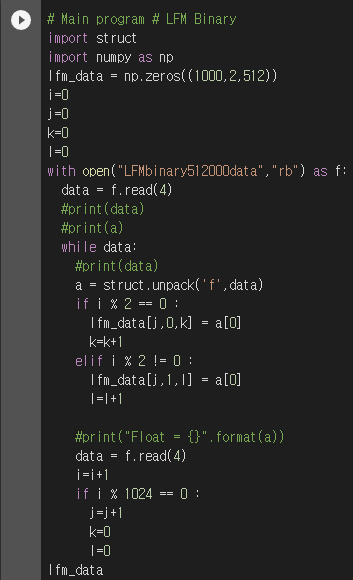 # Main program # LFM Binary
import struct
import numpy as np
lfm_data = np.zeros((1000,2,512))
i=0
j=0
k=0
l=0
with open("LFMbinary512000data","rb") as f:
  data = f.read(4)
  #print(data)
  #print(a)
  while data:
    #print(data)
    a = struct.unpack('f',data)
    if i % 2 == 0 :
      lfm_data[j,0,k] = a[0]
      k=k+1
    elif i % 2 != 0 :
      lfm_data[j,1,l] = a[0]
      l=l+1

    #print("Float = {}".format(a))
    data = f.read(4)
    i=i+1
    if i % 1024 == 0 :
      j=j+1
      k=0
      l=0
lfm_data